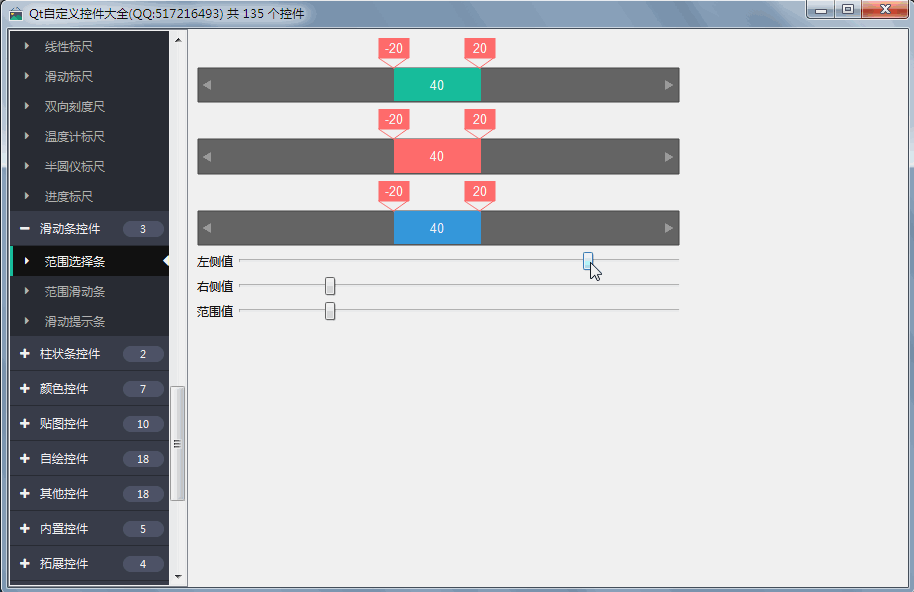 Qt自定义控件大全(QQ:517216493) 共 135 个控件
线性标尺
滑动标尺
双向刻度尺
温度计标尺
半圆仪标尺
进度标尺
滑动条控件 3
范围选择条
范围滑动条
滑动提示条
柱状条控件 2
颜色控件 7
贴图控件 10
自绘控件 18
其他控件 18
内置控件 5
拓展控件 4
-20 20
40
-20 20
40
-20 20
40
左侧值
右侧值
范围值